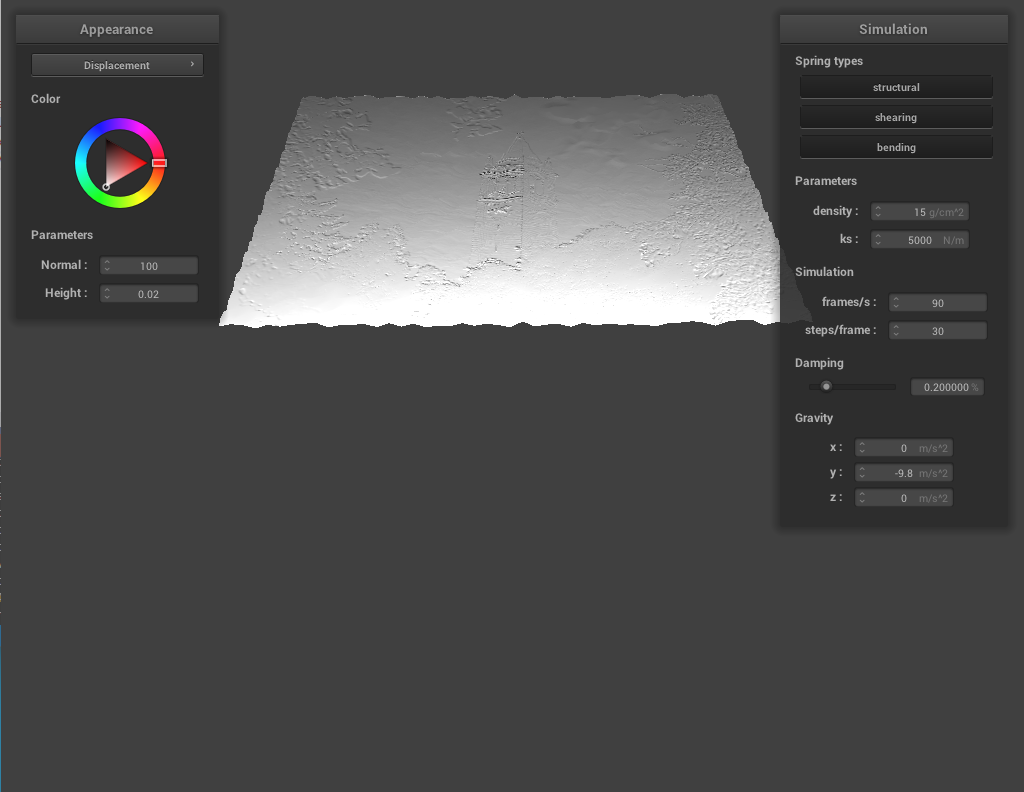 Appearance
Displacement ›
Color
Parameters
Normal : 100
Height : 0.02
Simulation
Spring types
structural
shearing
bending
Parameters
density : 15 g/cm^2
ks : 5000 N/m
Simulation
frames/s : 90
steps/frame : 30
Damping
0.200000 %
Gravity
x : 0 m/s^2
y : -9.8 m/s^2
z : 0 m/s^2